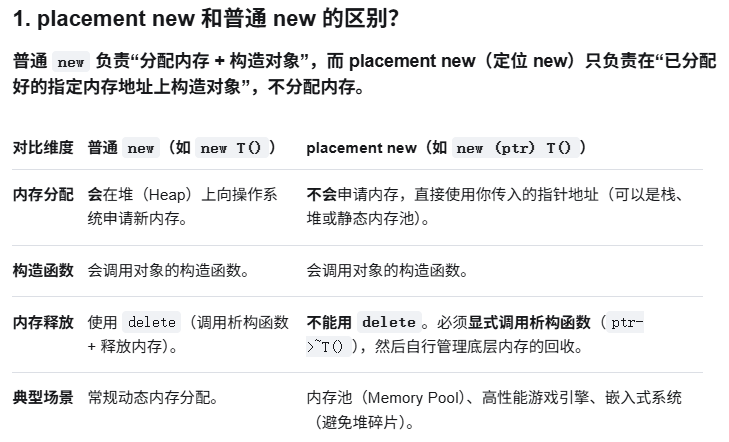 1. placement new 和普通 new 的区别？
普通 new 负责“分配内存 + 构造对象”，而 placement new（定位 new）只负责在“已分配
好的指定内存地址上构造对象”，不分配内存。
对比维度 普通 new（如 new T()） placement new（如 new (ptr) T()）
内存分配 会在堆（Heap）上向操作系 不会申请内存，直接使用你传入的指针地址（可以是栈、
统申请新内存。 堆或静态内存池）。
构造函数 会调用对象的构造函数。 会调用对象的构造函数。
内存释放 使用 delete（调用析构函数 不能用 delete。必须显式调用析构函数（ptr-
+ 释放内存）。 >~T()），然后自行管理底层内存的回收。
典型场景 常规动态内存分配。 内存池（Memory Pool）、高性能游戏引擎、嵌入式系统
（避免堆碎片）。